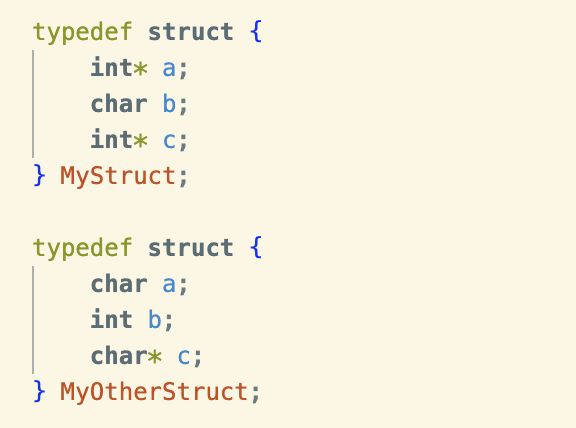 typedef struct {
    int* a;
    char b;
    int* c;
} MyStruct;

typedef struct {
    char a;
    int b;
    char* c;
} MyOtherStruct;